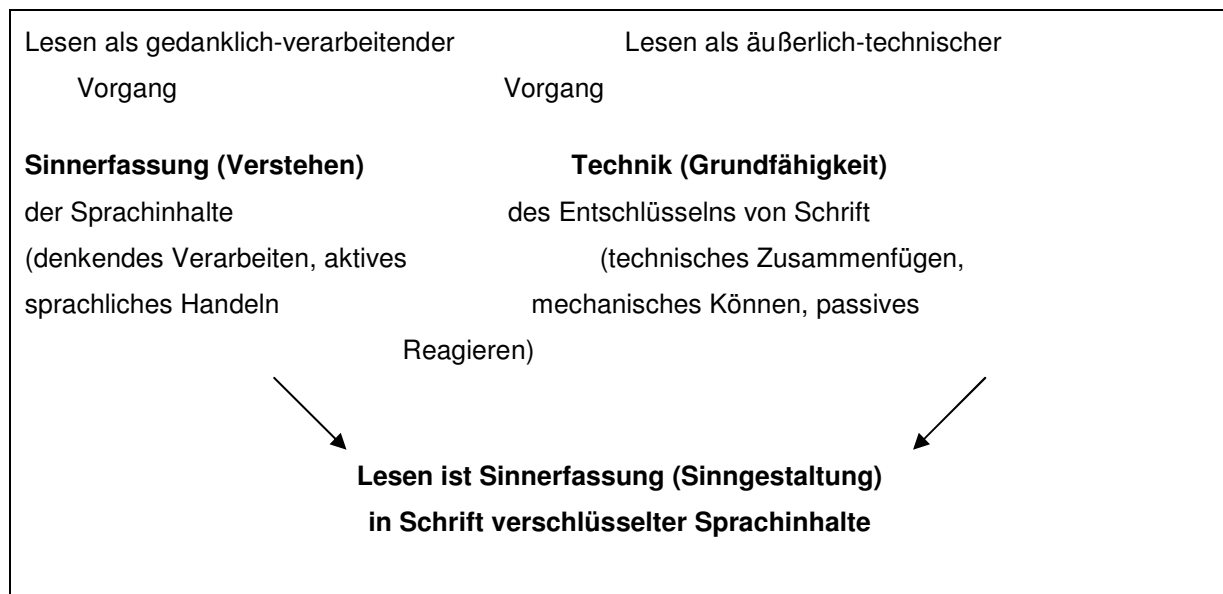 Lesen als gedanklich-verarbeitender Lesen als äußerlich-technischer
Vorgang Vorgang
Sinnerfassung (Verstehen) Technik (Grundfähigkeit)
der Sprachinhalte des Entschlüsselns von Schrift
(denkendes Verarbeiten, aktives (technisches Zusammenfügen,
sprachliches Handeln mechanisches Können, passives
Reagieren)
Lesen ist Sinnerfassung (Sinngestaltung)
in Schrift verschlüsselter Sprachinhalte